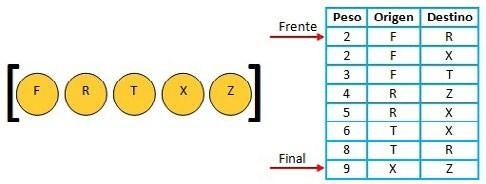 Frente
Final
F R T X Z
Peso Origen Destino
2 F R
2 F X
3 F T
4 R Z
5 R X
6 T X
8 T R
9 X Z